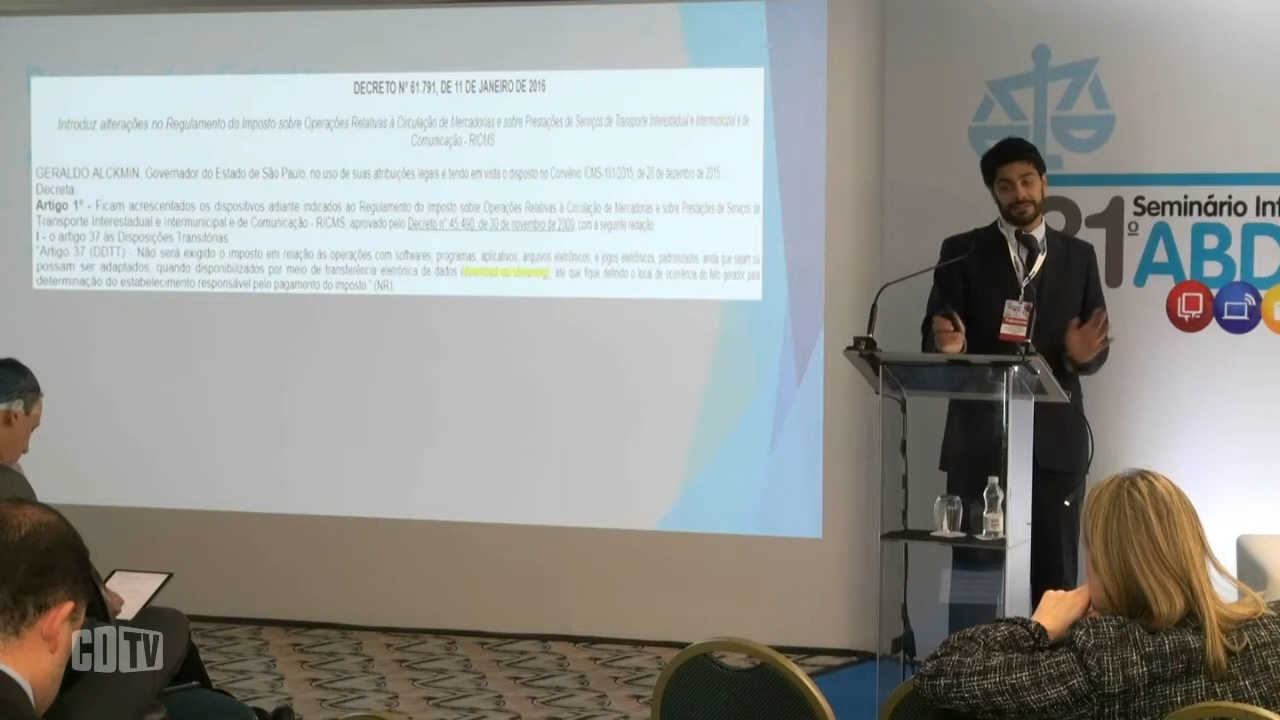 DECRETO Nº 61.791, DE 11 DE JANEIRO DE 2016
Introduz alterações no Regulamento do Imposto sobre Operações Relativas à Circulação de Mercadorias e sobre Prestações de Serviços de Transporte Interestadual e Intermunicipal e de
Comunicação - RICMS
GERALDO ALCKMIN, Governador do Estado de São Paulo, no uso de suas atribuições legais e tendo em vista o disposto no Convênio ICMS-181/2015, de 28 de dezembro de 2015,
Decreta
Artigo 1º - Ficam acrescentados os dispositivos adiante indicados ao Regulamento do Imposto sobre Operações Relativas à Circulação de Mercadorias e sobre Prestações de Serviços de
Transporte Interestadual e Intermunicipal e de Comunicação - RICMS, aprovado pelo Decreto nº 45.490, de 30 de novembro de 2000, com a seguinte redação
I - o artigo 37 às Disposições Transitórias
"Artigo 37 (DDTT) - Não será exigido o imposto em relação às operações com softwares, programas, aplicativos, arquivos eletrônicos, e jogos eletrônicos, padronizados, ainda que sejam ou
possam ser adaptados, quando disponibilizados por meio de transferência eletrônica de dados (download ou streaming), até que fique definido o local de ocorrência do fato gerador para
determinação do estabelecimento responsável pelo pagamento do imposto." (NR).
Seminário Int
1º
ABD
CDTV